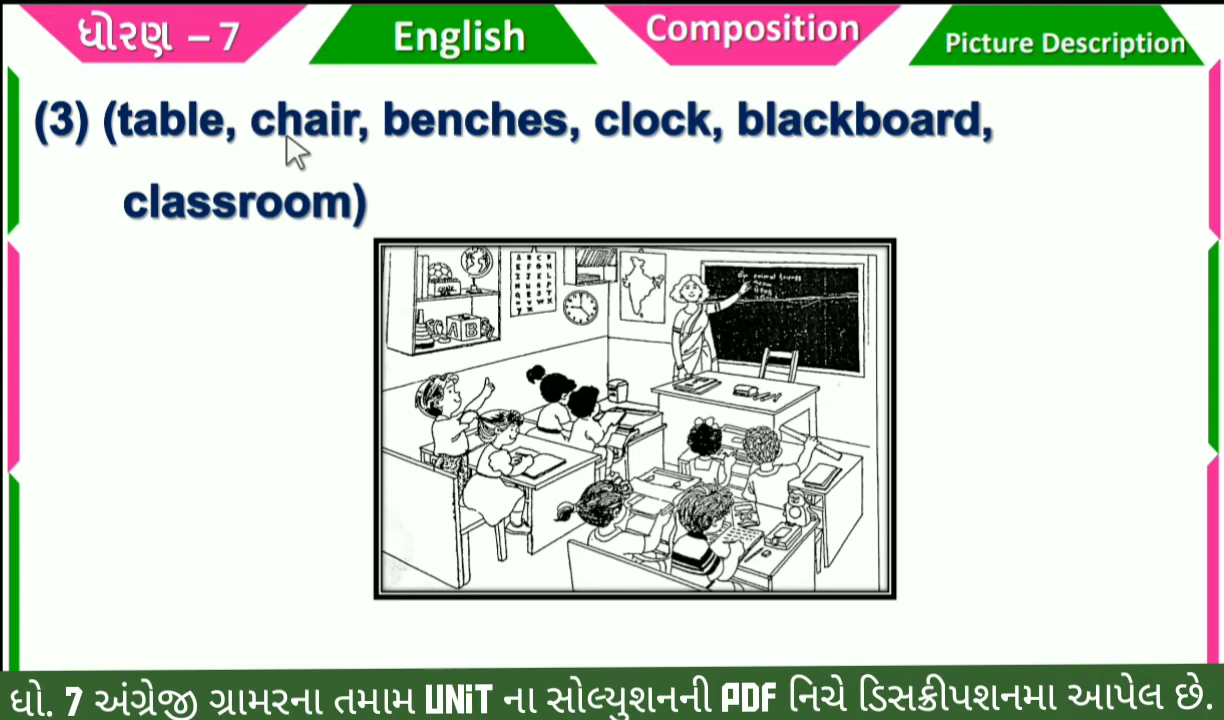 ધોરણ – 7
English
Composition
Picture Description
(3) (table, chair, benches, clock, blackboard,
classroom)
A B
ધો. 7 અંગ્રેજી ગ્રામરના તમામ UNiT ના સોલ્યુશનની PDF નિચે ડિસક્રીપશનમા આપેલ છે.